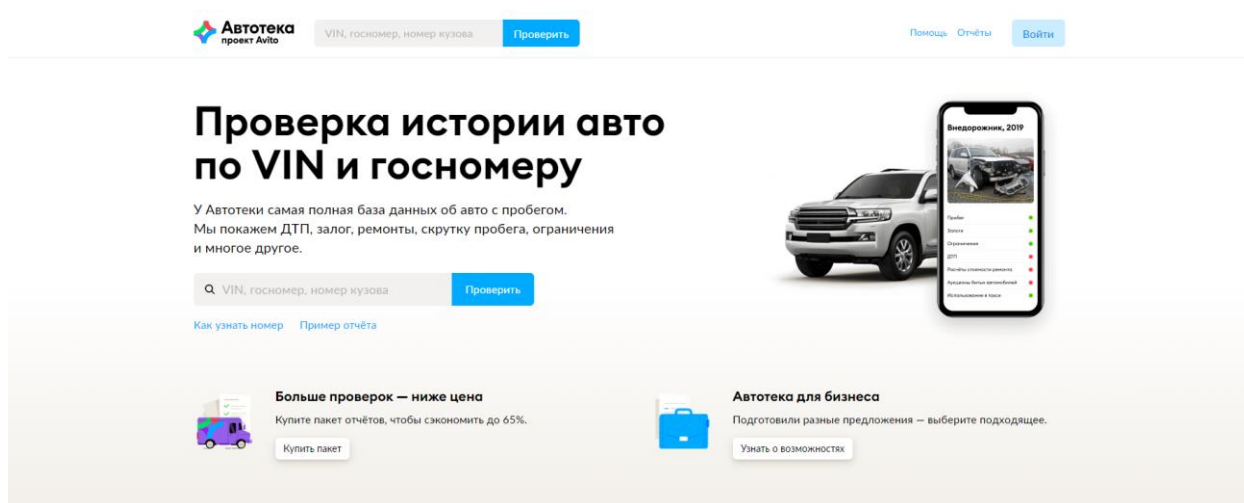 Автотека
проект Avito
VIN, госномер, номер кузова
Проверить
Помощь
Отчёты
Войти
Проверка истории авто
по VIN и госномеру
У Автотеки самая полная база данных об авто с пробегом.
Мы покажем ДТП, залог, ремонты, скрутку пробега, ограничения
и многое другое.
VIN, госномер, номер кузова
Проверить
Как узнать номер
Пример отчёта
Внедорожник, 2019
Пробег
Залоги
Ограничения
ДТП
Расчёты стоимости ремонта
Аукционы битых автомобилей
Использование в такси
Больше проверок — ниже цена
Купите пакет отчётов, чтобы сэкономить до 65%.
Купить пакет
Автотека для бизнеса
Подготовили разные предложения — выберите подходящее.
Узнать о возможностях